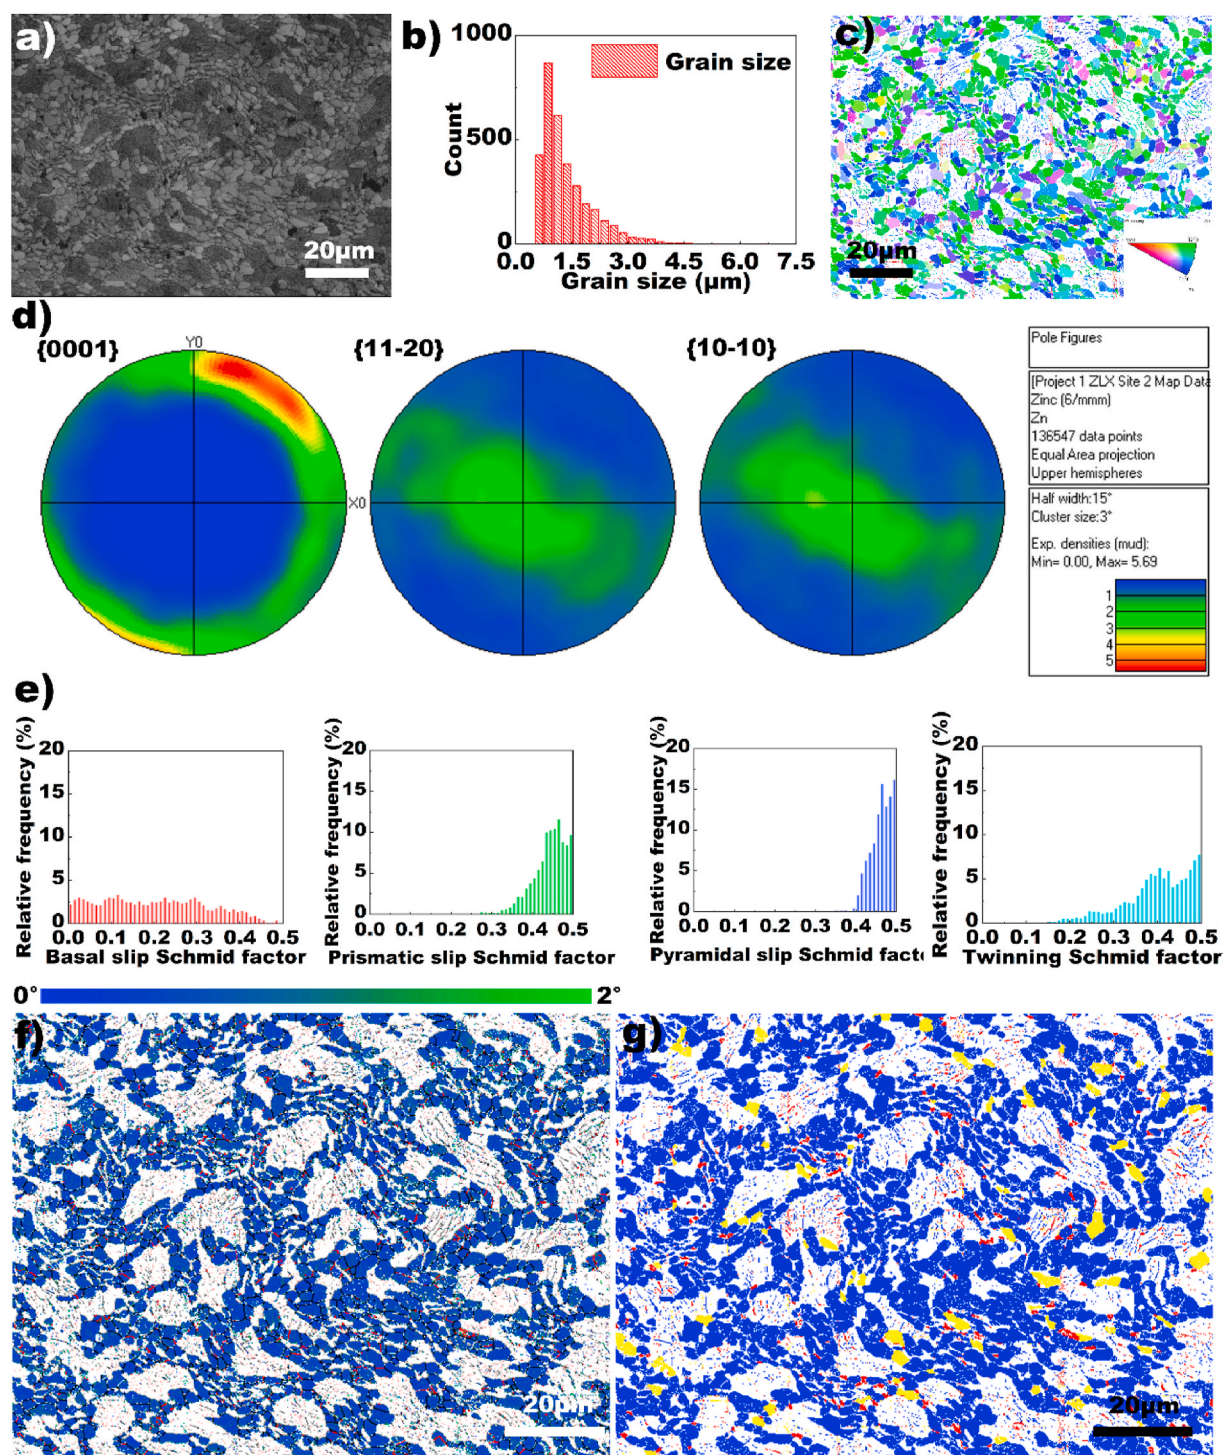 a)
20μm
b)
1000
500
0
Count
Grain size
0.0 1.5 3.0 4.5 6.0 7.5
Grain size (μm)
c)
20μm
d)
{0001}
Y0
X0
{11-20}
{10-10}
Pole Figures
[Project 1 ZLX Site 2 Map Data
Zinc (6/mmm)
Zn
136547 data points
Equal Area projection
Upper hemispheres
Half width:15°
Cluster size:3°
Exp. densities (mud):
Min= 0.00, Max= 5.69
1
2
3
4
5
e)
Relative frequency (%)
20
15
10
5
0
0.0 0.1 0.2 0.3 0.4 0.5
Basal slip Schmid factor
Relative frequency (%)
20
15
10
5
0
0.0 0.1 0.2 0.3 0.4 0.5
Prismatic slip Schmid factor
Relative frequency (%)
20
15
10
5
0
0.0 0.1 0.2 0.3 0.4 0.5
Pyramidal slip Schmid facto
Relative frequency (%)
20
15
10
5
0
0.0 0.1 0.2 0.3 0.4 0.5
Twinning Schmid factor
0°
2°
f)
20μm
g)
20μm